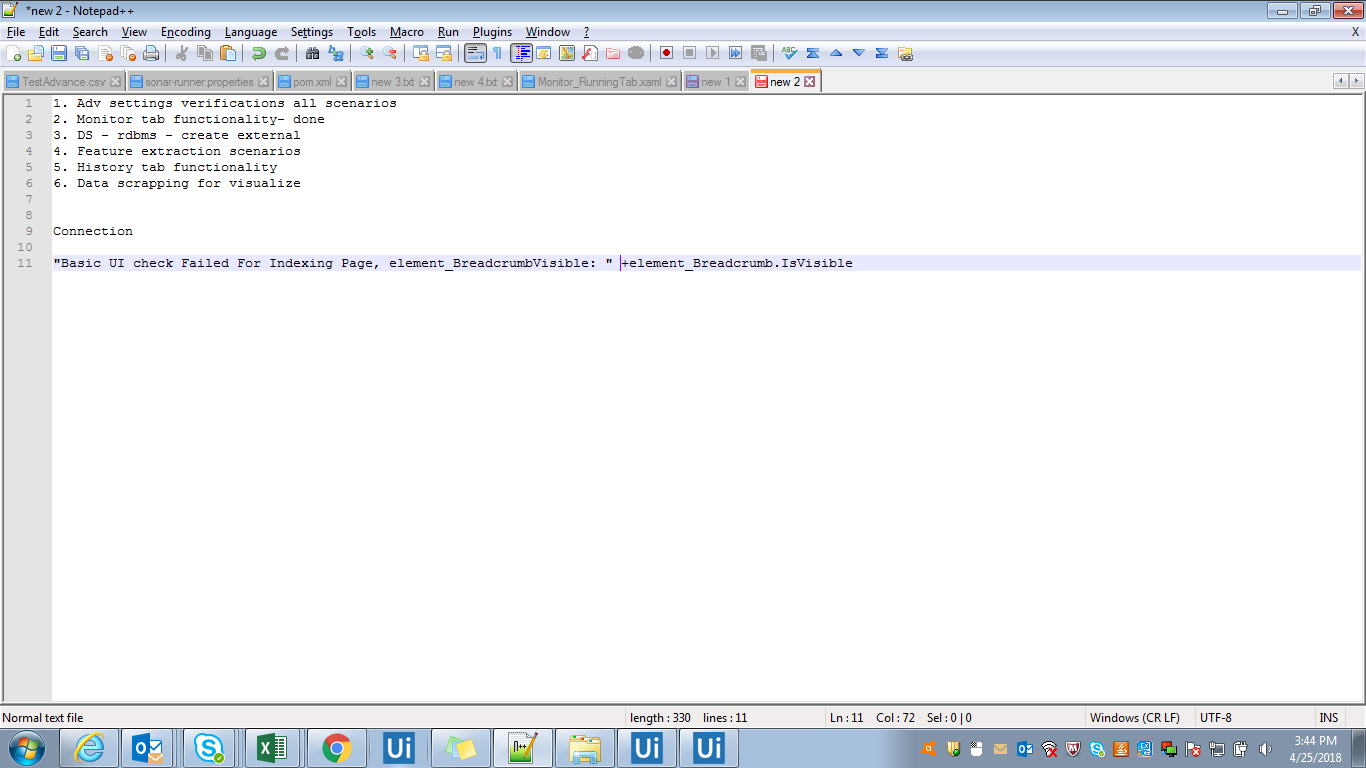 *new 2 - Notepad++
File Edit Search View Encoding Language Settings Tools Macro Run Plugins Window ? X
TestAdvance.csv sonar-runner.properties pom.xml new 3.txt new 4.txt Monitor_RunningTab.xaml new 1 new 2
1 1. Adv settings verifications all scenarios
2 2. Monitor tab functionality- done
3 3. DS - rdbms - create external
4 4. Feature extraction scenarios
5 5. History tab functionality
6 6. Data scrapping for visualize
7
8
9 Connection
10
11 "Basic UI check Failed For Indexing Page, element_BreadcrumbVisible: " +element_Breadcrumb.IsVisible
Normal text file length : 330 lines : 11 Ln : 11 Col : 72 Sel : 0 | 0 Windows (CR LF) UTF-8 INS
Ui Ui Ui
3:44 PM
4/25/2018